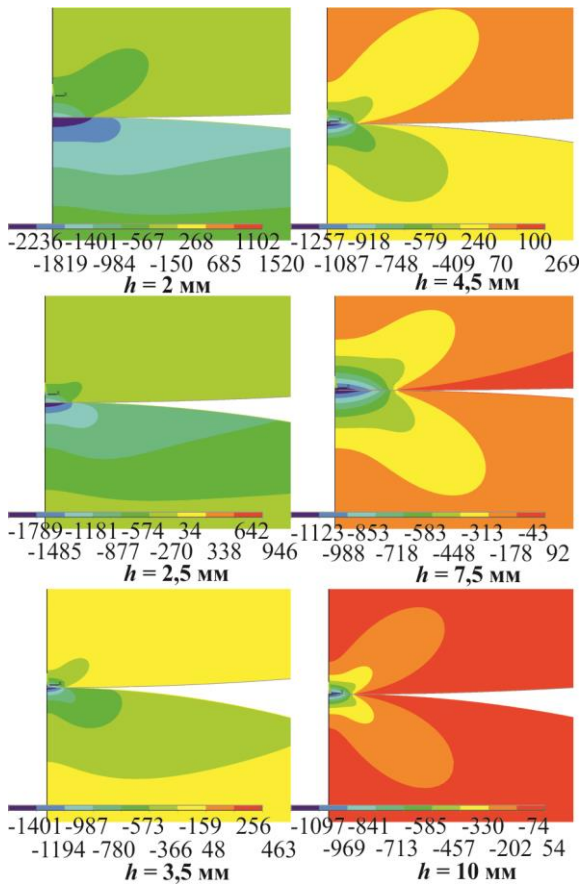 -2236 -1401 -567 268 1102
-1819 -984 -150 685 1520
h = 2 мм
-1257 -918 -579 240 100
-1087 -748 -409 70 269
h = 4,5 мм
-1789 -1181 -574 34 642
-1485 -877 -270 338 946
h = 2,5 мм
-1123 -853 -583 -313 -43
-988 -718 -448 -178 92
h = 7,5 мм
-1401 -987 -573 -159 256
-1194 -780 -366 48 463
h = 3,5 мм
-1097 -841 -585 -330 -74
-969 -713 -457 -202 54
h = 10 мм